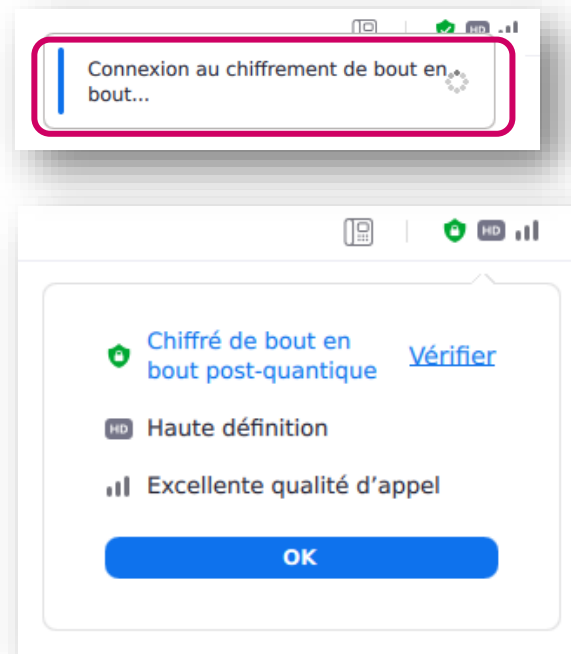 HD
Connexion au chiffrement de bout en
bout...
HD
Chiffré de bout en
bout post-quantique
Vérifier
HD Haute définition
Excellente qualité d’appel
OK